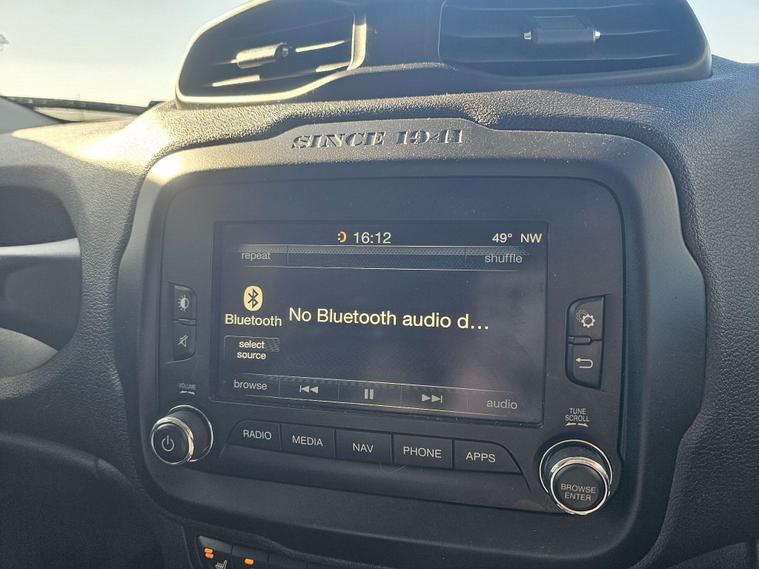 SINCE 1941
16:12
49° NW
repeat
shuffle
Bluetooth
No Bluetooth audio d...
select
source
browse
audio
VOLUME
TUNE
SCROLL
RADIO
MEDIA
NAV
PHONE
APPS
BROWSE
ENTER